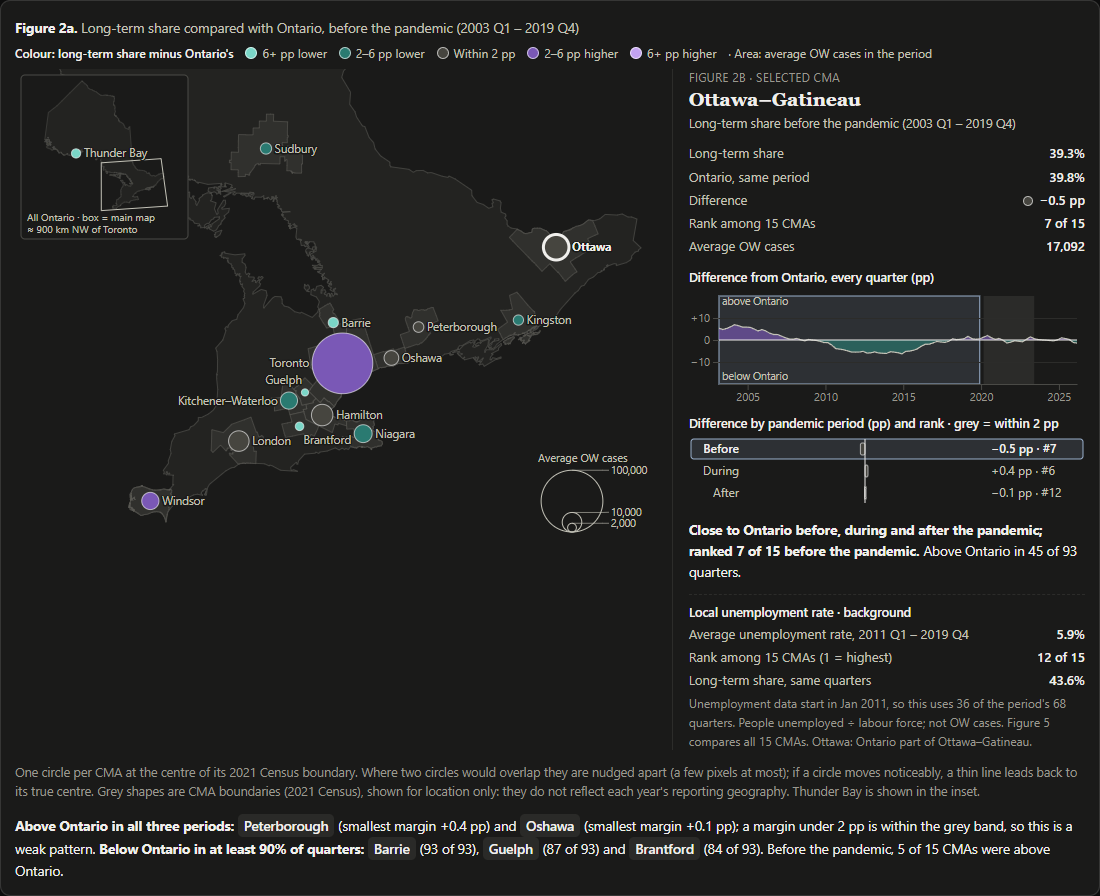 Figure 2a. Long-term share compared with Ontario, before the pandemic (2003 Q1 – 2019 Q4)
Colour: long-term share minus Ontario's 6+ pp lower 2–6 pp lower Within 2 pp 2–6 pp higher 6+ pp higher · Area: average OW cases in the period
Thunder Bay
All Ontario · box = main map
≈ 900 km NW of Toronto
Sudbury
Ottawa
Barrie
Peterborough
Kingston
Toronto
Oshawa
Guelph
Kitchener–Waterloo
Hamilton
London
Brantford
Niagara
Windsor
Average OW cases
100,000
10,000
2,000
FIGURE 2B · SELECTED CMA
Ottawa–Gatineau
Long-term share before the pandemic (2003 Q1 – 2019 Q4)
Long-term share 39.3%
Ontario, same period 39.8%
Difference −0.5 pp
Rank among 15 CMAs 7 of 15
Average OW cases 17,092
Difference from Ontario, every quarter (pp)
above Ontario
+10
0
−10
below Ontario
2005 2010 2015 2020 2025
Difference by pandemic period (pp) and rank · grey = within 2 pp
Before −0.5 pp · #7
During +0.4 pp · #6
After −0.1 pp · #12
Close to Ontario before, during and after the pandemic;
ranked 7 of 15 before the pandemic. Above Ontario in 45 of 93
quarters.
Local unemployment rate · background
Average unemployment rate, 2011 Q1 – 2019 Q4 5.9%
Rank among 15 CMAs (1 = highest) 12 of 15
Long-term share, same quarters 43.6%
Unemployment data start in Jan 2011, so this uses 36 of the period's 68
quarters. People unemployed ÷ labour force; not OW cases. Figure 5
compares all 15 CMAs. Ottawa: Ontario part of Ottawa–Gatineau.
One circle per CMA at the centre of its 2021 Census boundary. Where two circles would overlap they are nudged apart (a few pixels at most); if a circle moves noticeably, a thin line leads back to
its true centre. Grey shapes are CMA boundaries (2021 Census), shown for location only: they do not reflect each year's reporting geography. Thunder Bay is shown in the inset.
Above Ontario in all three periods: Peterborough (smallest margin +0.4 pp) and Oshawa (smallest margin +0.1 pp); a margin under 2 pp is within the grey band, so this is a
weak pattern. Below Ontario in at least 90% of quarters: Barrie (93 of 93), Guelph (87 of 93) and Brantford (84 of 93). Before the pandemic, 5 of 15 CMAs were above
Ontario.